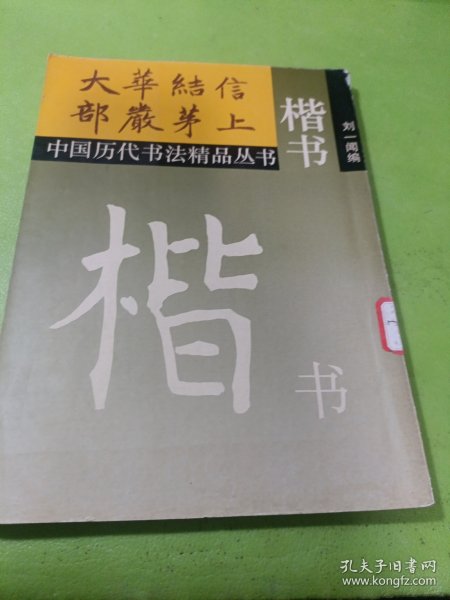 大華結信
部嚴茅上
中国历代书法精品丛书
楷书
刘一闻编
楷
书
孔夫子旧书网
www.kongfz.com